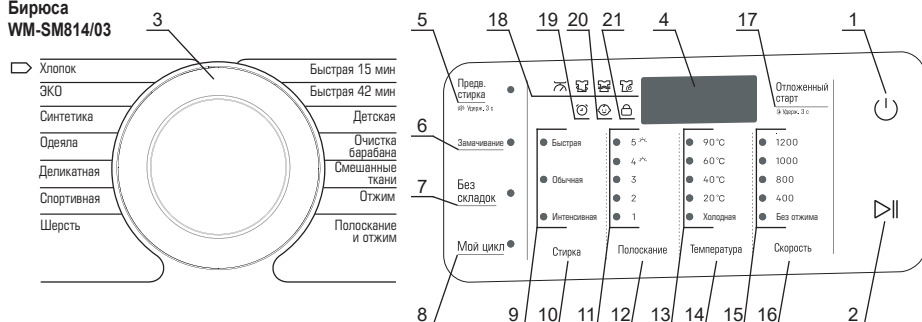 Бирюса
WM-SM814/03
3
5
18
19
20
21
4
17
1
Хлопок
ЭКО
Синтетика
Одеяла
Деликатная
Спортивная
Шерсть
Быстрая 15 мин
Быстрая 42 мин
Детская
Очистка
барабана
Смешанные
ткани
Отжим
Полоскание
и отжим
Предв.
стирка
Удерж. 3 с
6
Замачивание
7
Без
складок
Мой цикл
8
Быстрая
Обычная
Интенсивная
Стирка
5
4
3
2
1
Полоскание
90°C
60°C
40°C
20°C
Холодная
Температура
1200
1000
800
400
Без отжима
Скорость
Отложенный
старт
Удерж. 3 с
9
10
11
12
13
14
15
16
2